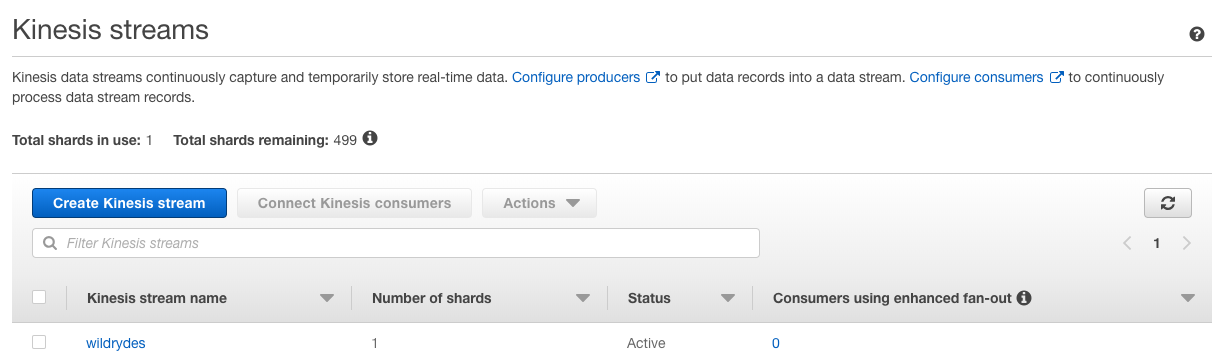 Kinesis streams
Kinesis data streams continuously capture and temporarily store real-time data. Configure producers to put data records into a data stream. Configure consumers to continuously
process data stream records.
Total shards in use: 1 Total shards remaining: 499
Create Kinesis stream Connect Kinesis consumers Actions
Filter Kinesis streams 1
Kinesis stream name Number of shards Status Consumers using enhanced fan-out
wildrydes 1 Active 0